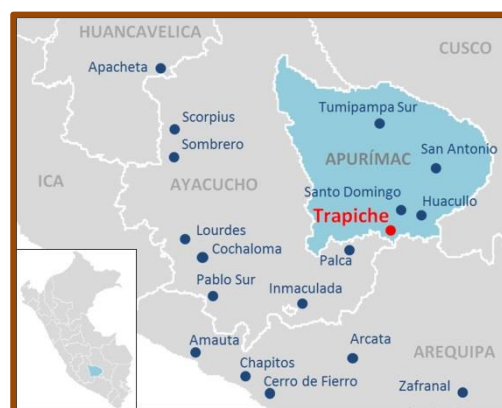 HUANCAVELICA
CUSCO
Apacheta
Tumipampa Sur
Scorpius
San Antonio
Sombrero
APURÍMAC
ICA
AYACUCHO
Santo Domingo
Huacullo
Trapiche
Lourdes
Cochaloma
Palca
Pablo Sur
Inmaculada
Amauta
Arcata
AREQUIPA
Chapitos
Cerro de Fierro
Zafranal